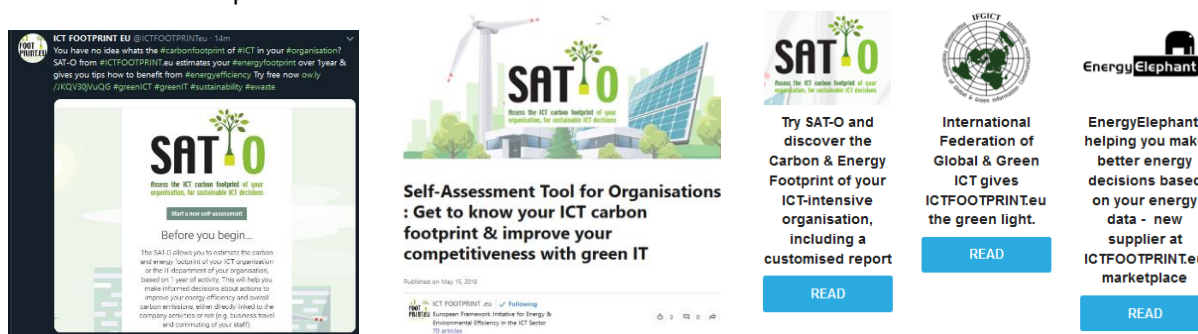 ICT FOOTPRINT EU @ICTFOOTPRINTeu · 14m
You have no idea whats the #carbonfootprint of #ICT in your #organisation?
SAT-O from #ICTFOOTPRINT.eu estimates your #energyfootprint over 1year &
gives you tips how to benefit from #energyefficiency Try free now ow.ly
/JKQV30jVuQG #greenICT #greenIT #sustainability #ewaste
SAT-O
Assess the ICT carbon footprint of your
organisation, for sustainable ICT decisions
Start a new self-assessment
Before you begin...
The SAT-O allows you to estimate the carbon
and energy footprint of your ICT organisation
or the IT department of your organisation,
based on 1 year of activity. This will help you
make informed decisions about actions to
improve your energy efficiency and overall
carbon emissions, either directly linked to the
company activities or not (e.g. business travel
and commuting of your staff).
SAT-O
Assess the ICT carbon footprint of your
organisation, for sustainable ICT decisions
Self-Assessment Tool for Organisations
: Get to know your ICT carbon
footprint & improve your
competitiveness with green IT
Published on May 15, 2018
ICT FOOTPRINT .eu ✓ Following
European Framework Initiative for Energy &
Environmental Efficiency in the ICT Sector
70 articles
3 0
SAT-O
Assess the ICT carbon footprint of your
organisation, for sustainable ICT decisions
Try SAT-O and
discover the
Carbon & Energy
Footprint of your
ICT-intensive
organisation,
including a
customised report
READ
IFGICT
International
Federation of
Global & Green
ICT gives
ICTFOOTPRINT.eu
the green light.
READ
EnergyElephant
EnergyElephant
helping you make
better energy
decisions based
on your energy
data - new
supplier at
ICTFOOTPRINT.eu
marketplace
READ